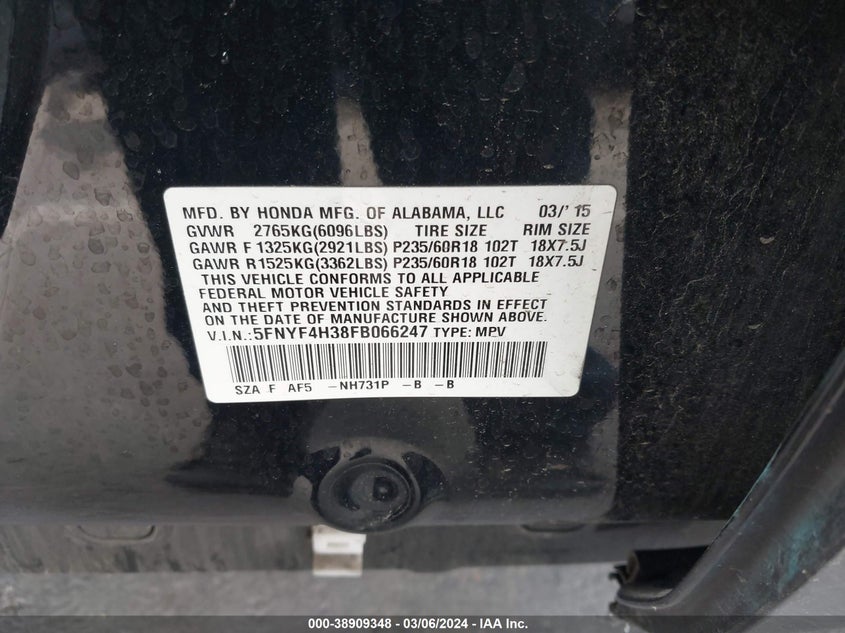 MFD. BY HONDA MFG. OF ALABAMA, LLC 03/'15
GVWR 2765KG(6096LBS) TIRE SIZE RIM SIZE
GAWR F 1325KG(2921LBS) P235/60R18 102T 18X7.5J
GAWR R1525KG(3362LBS) P235/60R18 102T 18X7.5J
THIS VEHICLE CONFORMS TO ALL APPLICABLE
FEDERAL MOTOR VEHICLE SAFETY
AND THEFT PREVENTION STANDARDS IN EFFECT
ON THE DATE OF MANUFACTURE SHOWN ABOVE.
V.I.N.:5FNYF4H38FB066247 TYPE: MPV
SZA F AF5 -NH731P -B -B
000-38909348 - 03/06/2024 - IAA Inc.